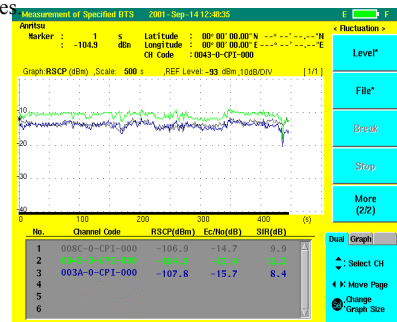 es.
Measurement of Specified BTS 2001-Sep-14 12:48:35 E F
Anritsu
Marker : 1 s Latitude : 00° 00' 00.00"N ---° --' --.--"N
: -104.9 dBm Longitude : 00° 00' 00.00"E ---° --' --.--"E
CH Code : 0043-0-CPI-000
Graph:RSCP (dBm) ,Scale: 500 s ,REF Level:-93 dBm ,10dB/DIV [1/1 ]
-10
-20
-30
-40
100 200 300 400 (s)
No. Channel Code RSCP(dBm) Ec/No(dB) SIR(dB)
1 008C-0-CPI-000 -106.9 -14.7 9.9
2
3 003A-0-CPI-000 -107.8 -15.7 8.4
4
5
6
< Fluctuation >
Level*
File*
Break
Stop
More
(2/2)
Dual Graph
: Select CH
: Move Page
Sd :Change
Graph Size